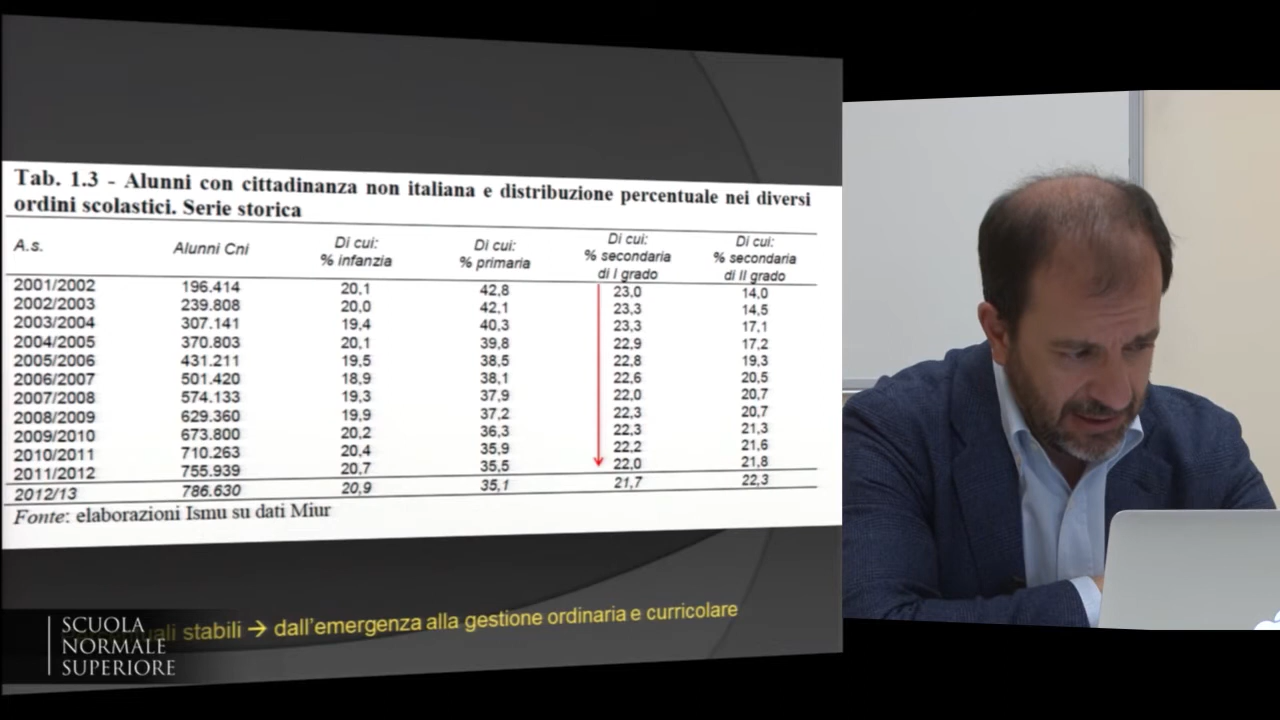 Tab. 1.3 - Alunni con cittadinanza non italiana e distribuzione percentuale nei diversi
ordini scolastici. Serie storica
A.s. Alunni Cni Di cui: % infanzia Di cui: % primaria Di cui: % secondaria di I grado Di cui: % secondaria di II grado
2001/2002 196.414 20,1 42,8 23,0 14,0
2002/2003 239.808 20,0 42,1 23,3 14,5
2003/2004 307.141 19,4 40,3 23,3 17,1
2004/2005 370.803 20,1 39,8 22,9 17,2
2005/2006 431.211 19,5 38,5 22,8 19,3
2006/2007 501.420 18,9 38,1 22,6 20,5
2007/2008 574.133 19,3 37,9 22,0 20,7
2008/2009 629.360 19,9 37,2 22,3 20,7
2009/2010 673.800 20,2 36,3 22,3 21,3
2010/2011 710.263 20,4 35,9 22,2 21,6
2011/2012 755.939 20,7 35,5 22,0 21,8
2012/13 786.630 20,9 35,1 21,7 22,3
Fonte: elaborazioni Ismu su dati Miur
stabili → dall'emergenza alla gestione ordinaria e curricolare
SCUOLA
NORMALE
SUPERIORE